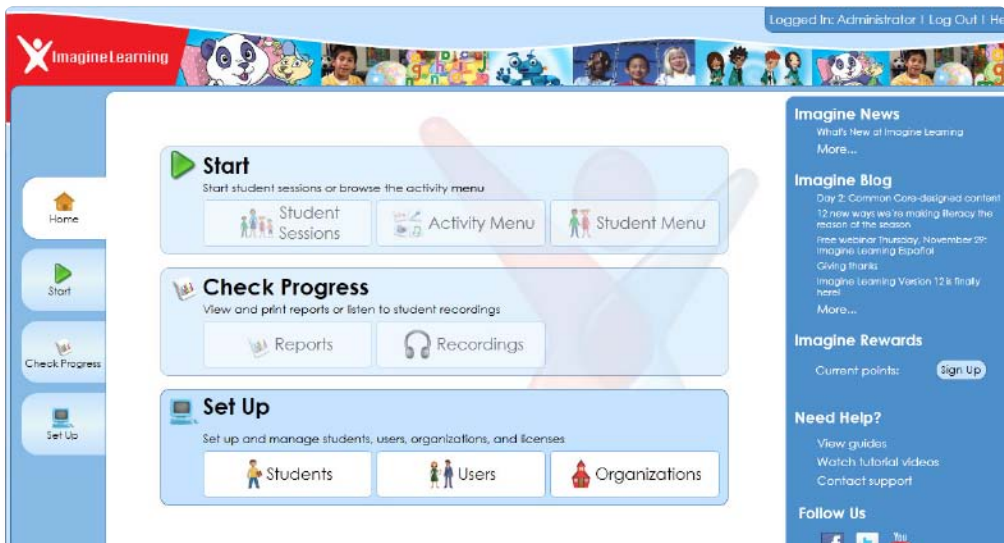 Logged In: Administrator | Log Out | He
ImagineLearning
Home
Start
Check Progress
Set Up
Start
Start student sessions or browse the activity menu
Student
Sessions
Activity Menu
Student Menu
Check Progress
View and print reports or listen to student recordings
Reports
Recordings
Set Up
Set up and manage students, users, organizations, and licenses
Students
Users
Organizations
Imagine News
What's New at Imagine Learning
More...
Imagine Blog
Day 2: Common Core-designed content
12 new ways we're making literacy the
reason of the season
Free webinar Thursday, November 29:
Imagine Learning Español
Giving thanks
Imagine Learning Version 12 is finally
here!
More...
Imagine Rewards
Current points:
Sign Up
Need Help?
View guides
Watch tutorial videos
Contact support
Follow Us
You